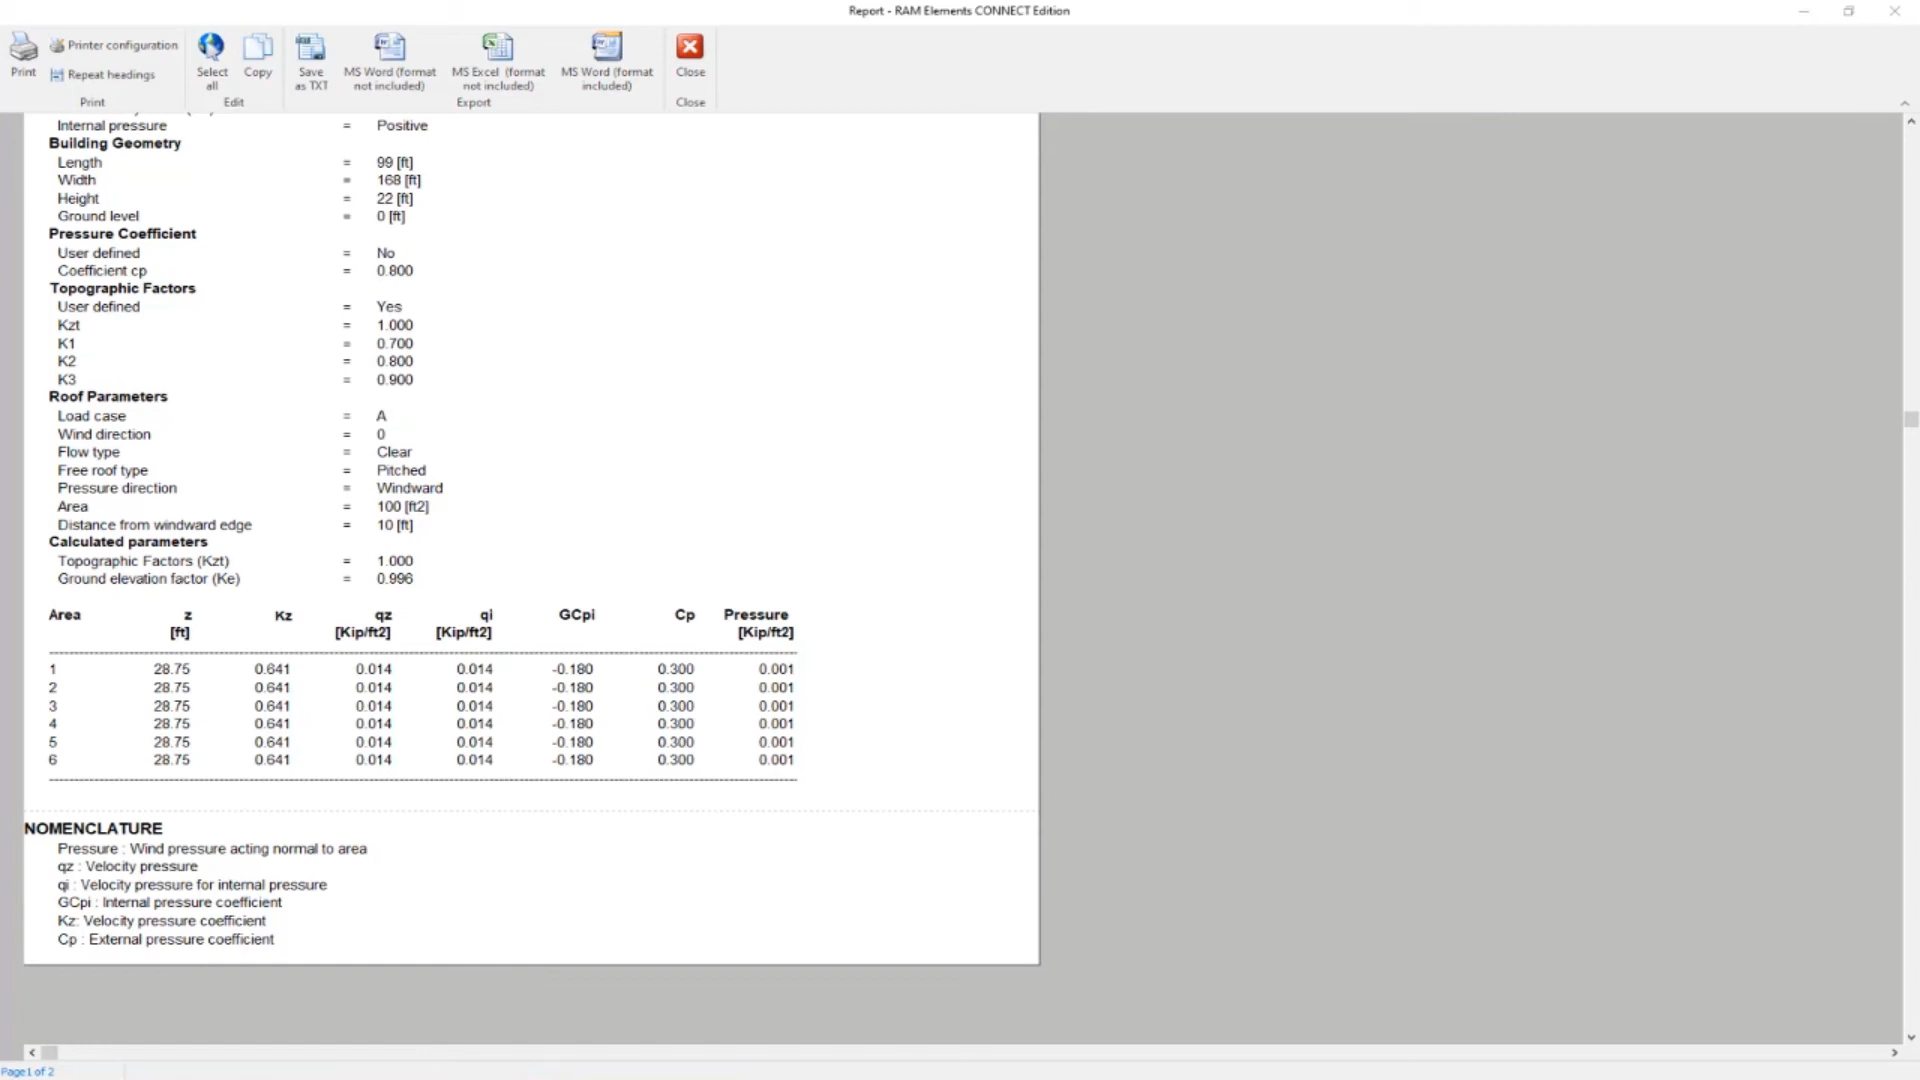 Report - RAM Elements CONNECT Edition
Print
Printer configuration
Repeat headings
Print
Select all
Copy
Edit
Save as TXT
MS Word (format not included)
MS Excel (format not included)
MS Word (format included)
Export
Close
Close
Internal pressure = Positive
Building Geometry
Length = 99 [ft]
Width = 168 [ft]
Height = 22 [ft]
Ground level = 0 [ft]
Pressure Coefficient
User defined = No
Coefficient cp = 0.800
Topographic Factors
User defined = Yes
Kzt = 1.000
K1 = 0.700
K2 = 0.800
K3 = 0.900
Roof Parameters
Load case = A
Wind direction = 0
Flow type = Clear
Free roof type = Pitched
Pressure direction = Windward
Area = 100 [ft2]
Distance from windward edge = 10 [ft]
Calculated parameters
Topographic Factors (Kzt) = 1.000
Ground elevation factor (Ke) = 0.996
Area z Kz qz qi GCpi Cp Pressure
[ft] [Kip/ft2] [Kip/ft2] [Kip/ft2]
1 28.75 0.641 0.014 0.014 -0.180 0.300 0.001
2 28.75 0.641 0.014 0.014 -0.180 0.300 0.001
3 28.75 0.641 0.014 0.014 -0.180 0.300 0.001
4 28.75 0.641 0.014 0.014 -0.180 0.300 0.001
5 28.75 0.641 0.014 0.014 -0.180 0.300 0.001
6 28.75 0.641 0.014 0.014 -0.180 0.300 0.001
NOMENCLATURE
Pressure : Wind pressure acting normal to area
qz : Velocity pressure
qi : Velocity pressure for internal pressure
GCpi : Internal pressure coefficient
Kz: Velocity pressure coefficient
Cp : External pressure coefficient
Page1 of 2